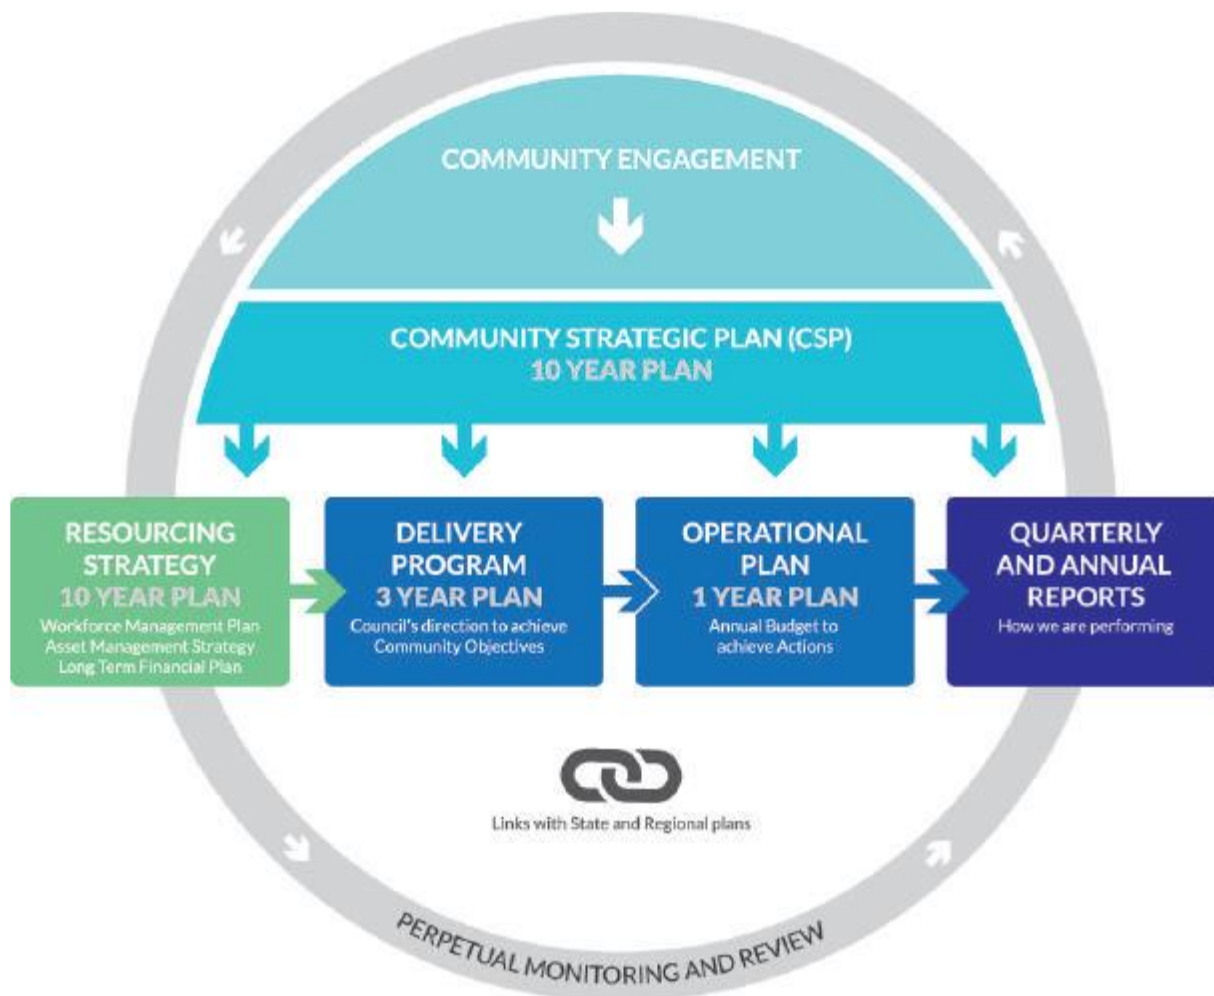 COMMUNITY ENGAGEMENT
COMMUNITY STRATEGIC PLAN (CSP)
10 YEAR PLAN
RESOURCING
STRATEGY
10 YEAR PLAN
Workforce Management Plan
Asset Management Strategy
Long Term Financial Plan
DELIVERY
PROGRAM
3 YEAR PLAN
Council's direction to achieve
Community Objectives
OPERATIONAL
PLAN
1 YEAR PLAN
Annual Budget to
achieve Actions
QUARTERLY
AND ANNUAL
REPORTS
How we are performing
Links with State and Regional plans
PERPETUAL MONITORING AND REVIEW